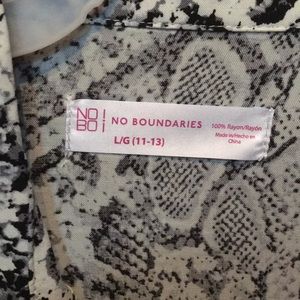 NO
BO
NO BOUNDARIES
L/G (11-13)
100% Rayon/Rayón
Made in/Hecho en
China